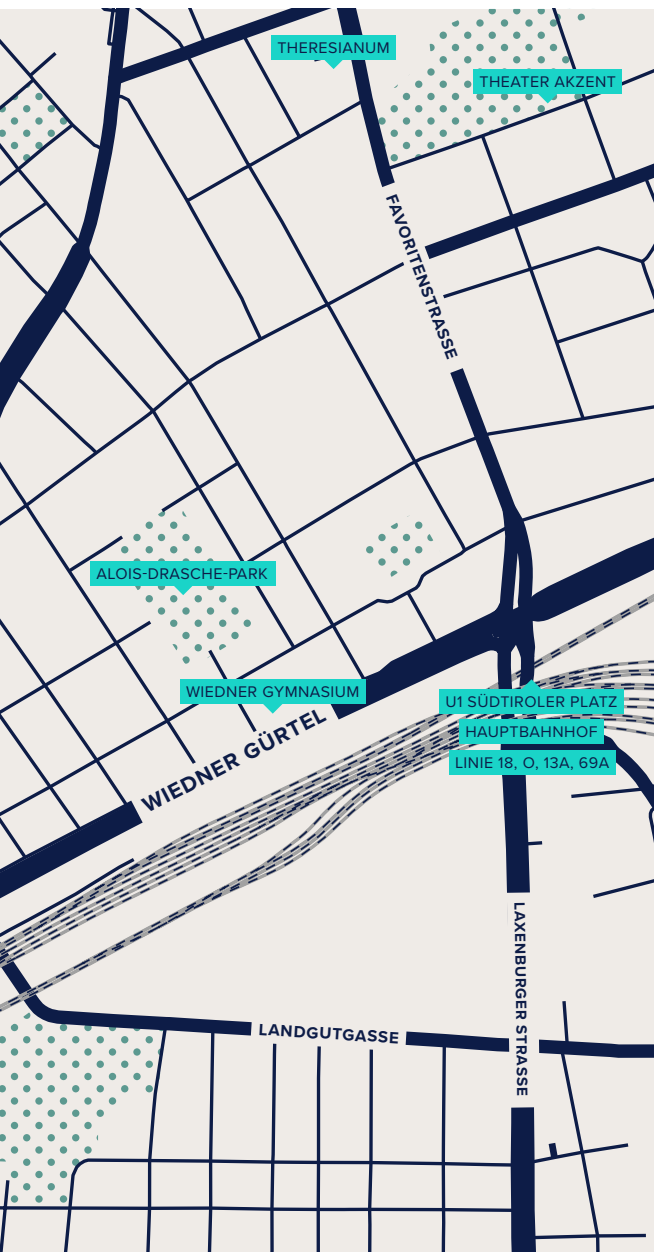 THERESIANUM
THEATER AKZENT
FAVORITENSTRASSE
ALOIS-DRASCHE-PARK
WIEDNER GYMNASIUM
U1 SÜDTIROLER PLATZ
HAUPTBAHNHOF
LINIE 18, O, 13A, 69A
WIEDNER GÜRTEL
LAXENBURGER STRASSE
LANDGUTGASSE